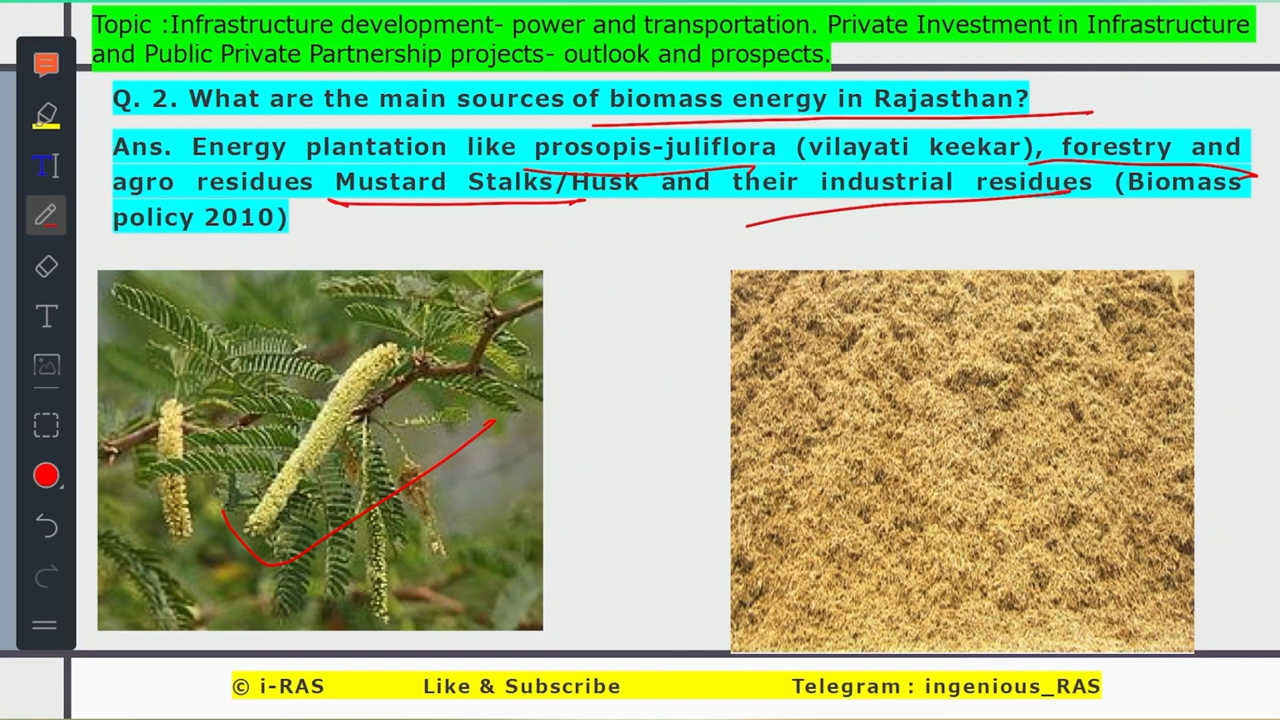 Topic :Infrastructure development- power and transportation. Private Investment in Infrastructure
and Public Private Partnership projects- outlook and prospects.
Q. 2. What are the main sources of biomass energy in Rajasthan?
Ans. Energy plantation like prosopis-juliflora (vilayati keekar), forestry and
agro residues Mustard Stalks/Husk and their industrial residues (Biomass
policy 2010)
© i-RAS Like & Subscribe Telegram : ingenious_RAS